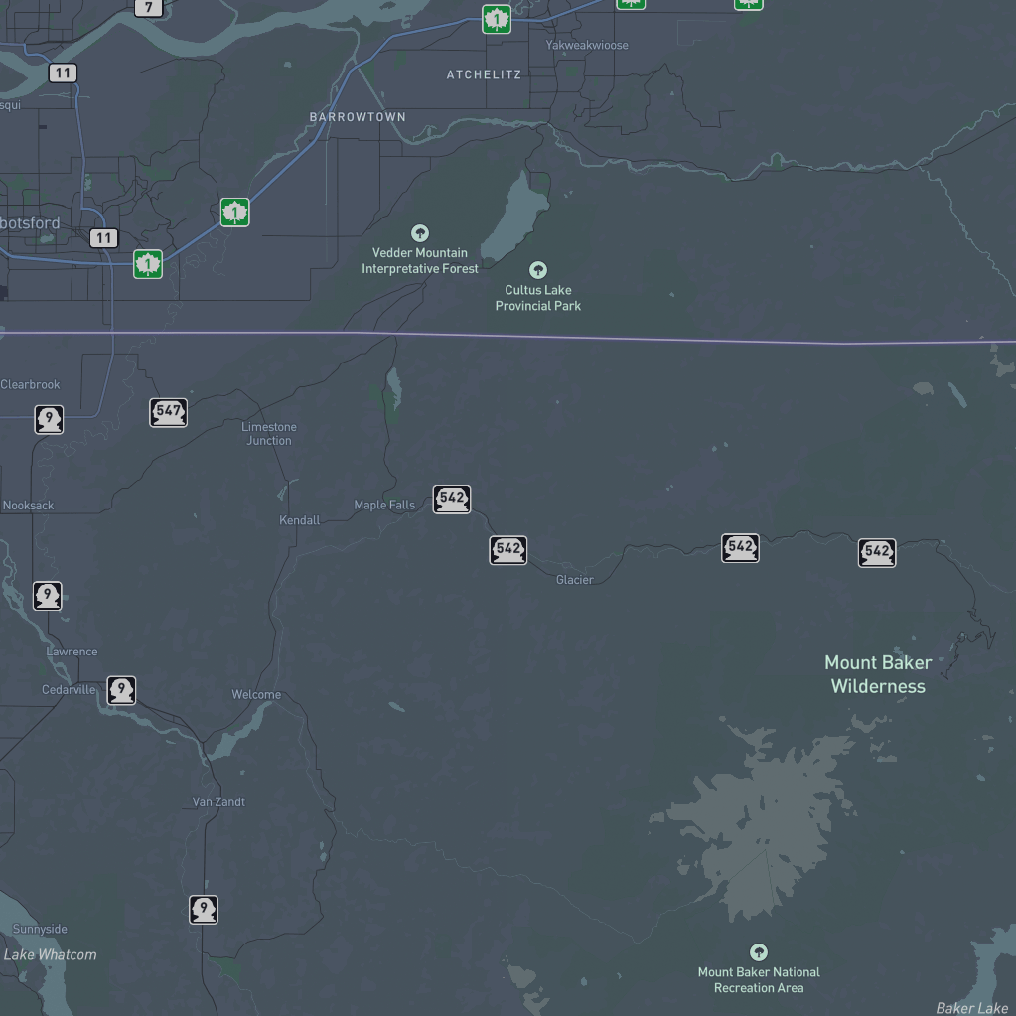 7
1
Yakweakwioose
11
ATCHELITZ
squi
BARROWTOWN
1
botsford
11
1
Vedder Mountain
Interpretative Forest
Cultus Lake
Provincial Park
Clearbrook
547
9
Limestone
Junction
542
Nooksack
Maple Falls
Kendall
542
542
542
Glacier
9
Lawrence
Mount Baker
Wilderness
Cedarville
9
Welcome
Van Zandt
9
Sunnyside
Lake Whatcom
Mount Baker National
Recreation Area
Baker Lake